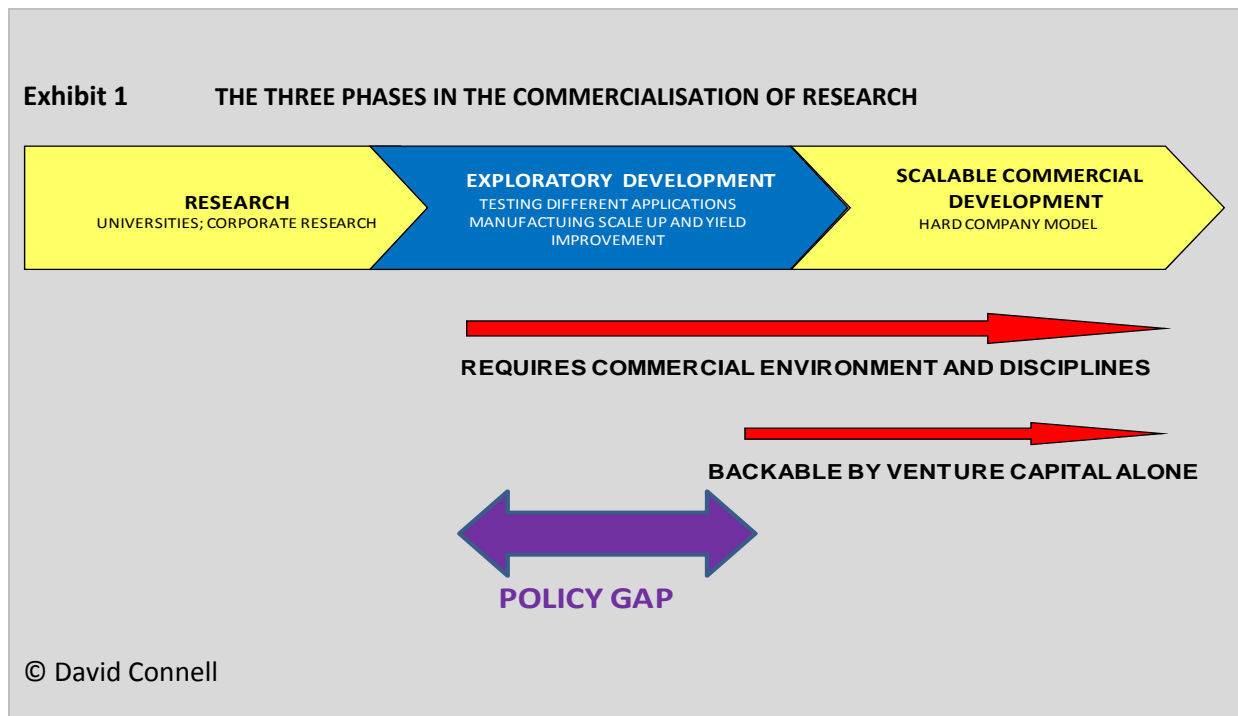 Exhibit 1 THE THREE PHASES IN THE COMMERCIALISATION OF RESEARCH
RESEARCH
UNIVERSITIES; CORPORATE RESEARCH
EXPLORATORY DEVELOPMENT
TESTING DIFFERENT APPLICATIONS
MANUFACTUING SCALE UP AND YIELD
IMPROVEMENT
SCALABLE COMMERCIAL
DEVELOPMENT
HARD COMPANY MODEL
REQUIRES COMMERCIAL ENVIRONMENT AND DISCIPLINES
BACKABLE BY VENTURE CAPITAL ALONE
POLICY GAP
© David Connell